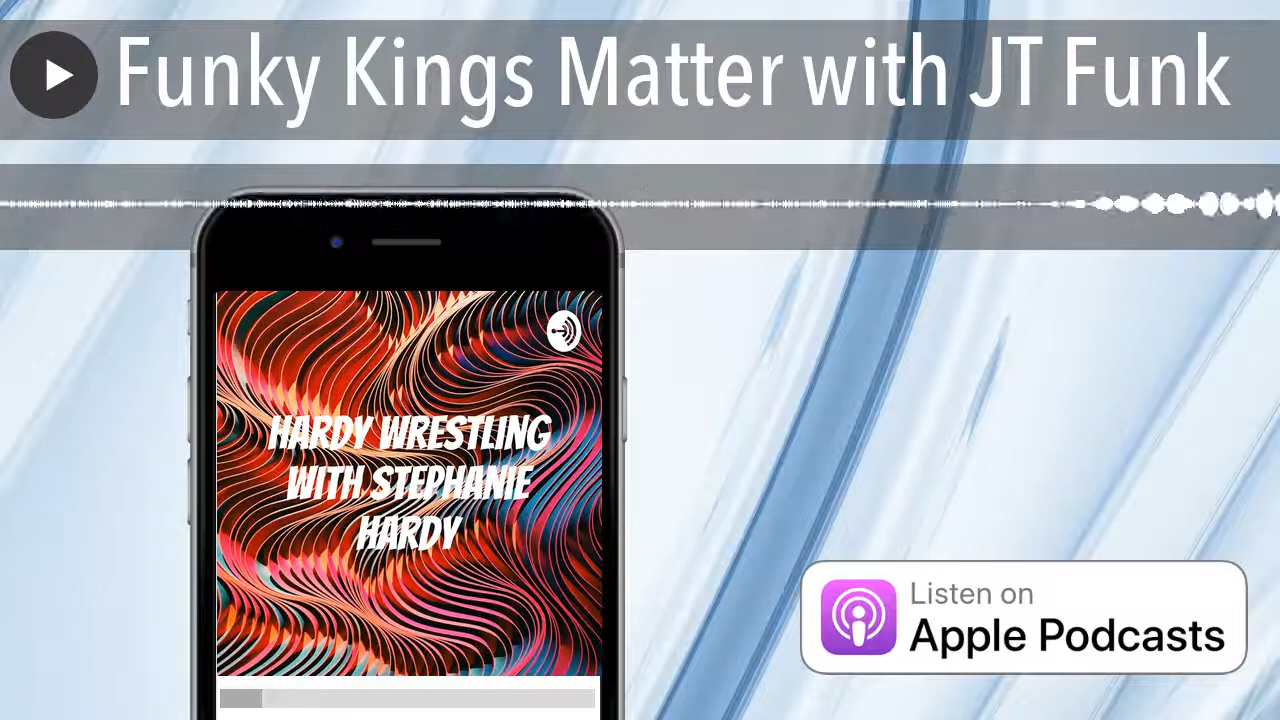 Funky Kings Matter with JT Funk
HARDY WRESTLING
WITH STEPHANIE
HARDY
Listen on
Apple Podcasts